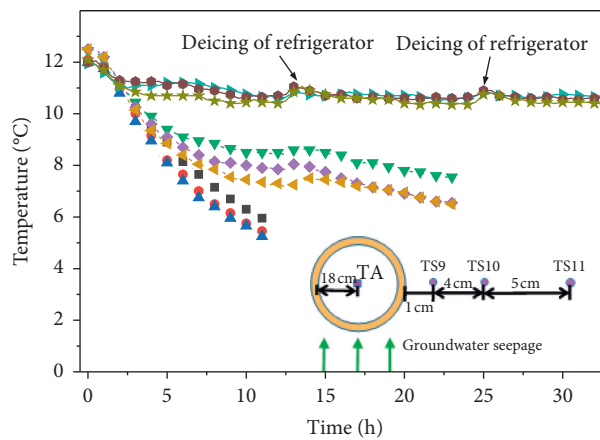 Deicing of refrigerator
Deicing of refrigerator
12
10
8
6
4
2
0
Temperature (°C)
18 cm
TA
TS9
TS10
TS11
4 cm
5 cm
1 cm
Groundwater seepage
0
5
10
15
20
25
30
Time (h)